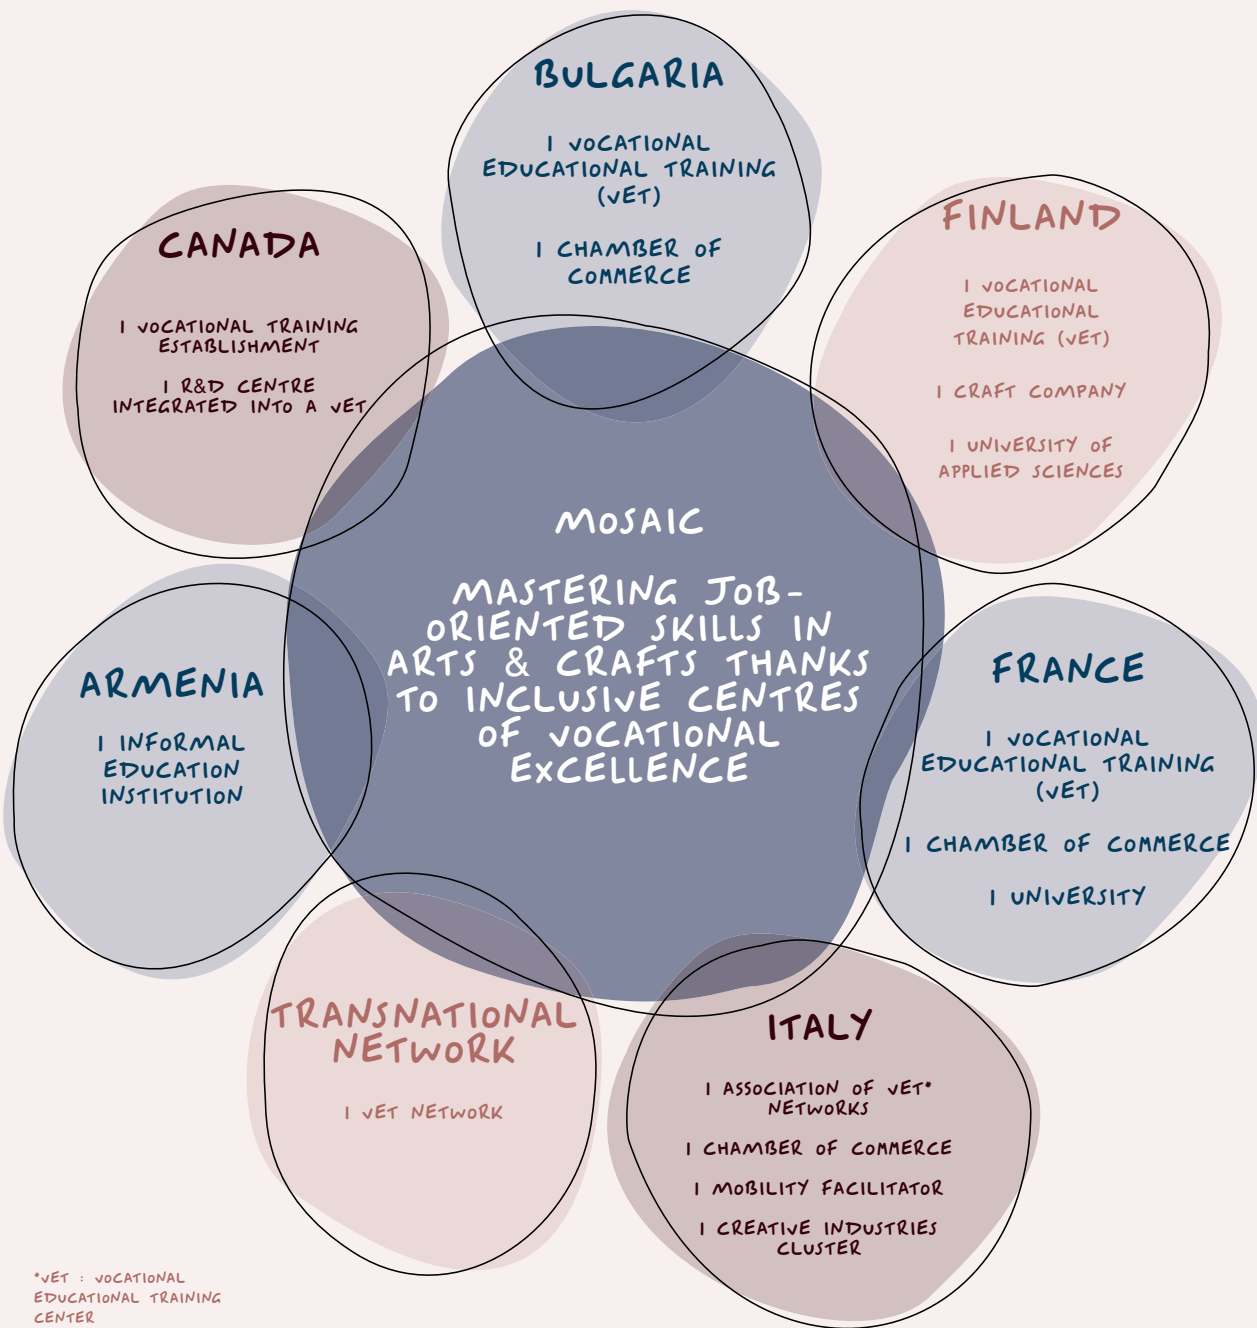 BULGARIA
1 VOCATIONAL
EDUCATIONAL TRAINING
(VET)
1 CHAMBER OF
COMMERCE
CANADA
1 VOCATIONAL TRAINING
ESTABLISHMENT
1 R&D CENTRE
INTEGRATED INTO A VET
FINLAND
1 VOCATIONAL
EDUCATIONAL
TRAINING (VET)
1 CRAFT COMPANY
1 UNIVERSITY OF
APPLIED SCIENCES
MOSAIC
MASTERING JOB-
ORIENTED SKILLS IN
ARTS & CRAFTS THANKS
TO INCLUSIVE CENTRES
OF VOCATIONAL
EXCELLENCE
ARMENIA
1 INFORMAL
EDUCATION
INSTITUTION
FRANCE
1 VOCATIONAL
EDUCATIONAL TRAINING
(VET)
1 CHAMBER OF COMMERCE
1 UNIVERSITY
TRANSNATIONAL
NETWORK
1 VET NETWORK
ITALY
1 ASSOCIATION OF VET*
NETWORKS
1 CHAMBER OF COMMERCE
1 MOBILITY FACILITATOR
1 CREATIVE INDUSTRIES
CLUSTER
*VET : VOCATIONAL
EDUCATIONAL TRAINING
CENTER